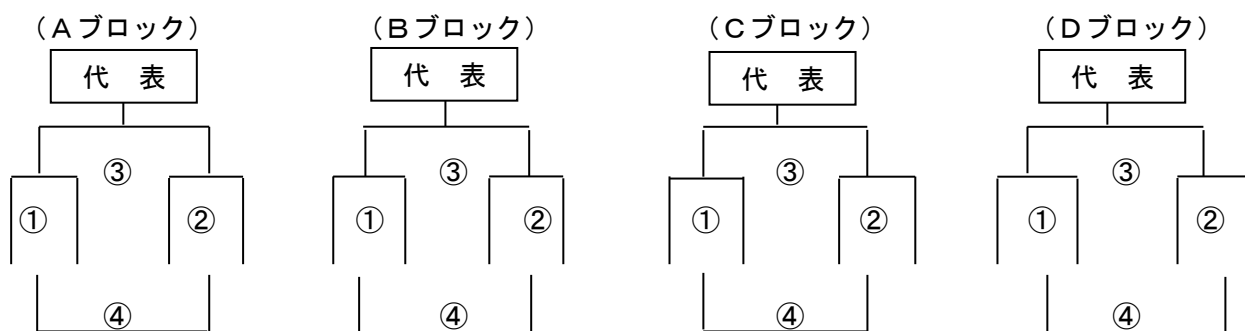 (Aブロック) (Bブロック) (Cブロック) (Dブロック)
代 表 代 表 代 表 代 表
③ ③ ③ ③
① ② ① ② ① ② ① ②
④ ④ ④ ④